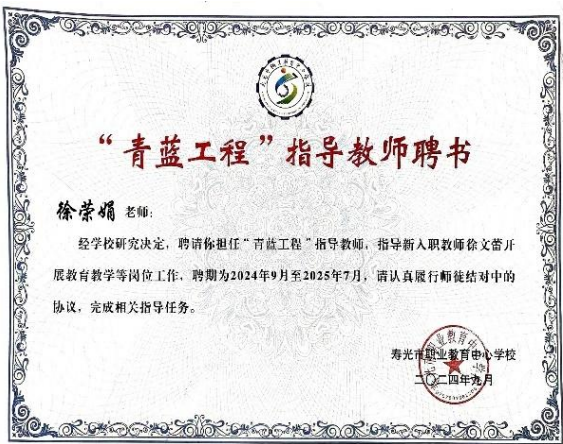 “青蓝工程”指导教师聘书
徐荣娟 老师：
经学校研究决定，聘请你担任“青蓝工程”指导教师，指导新入职教师徐文蕾开
展教育教学等岗位工作，聘期为2024年9月至2025年7月，请认真履行师徒结对中的
协议，完成相关指导任务。
寿光市职业教育中心学校
二〇二四年九月